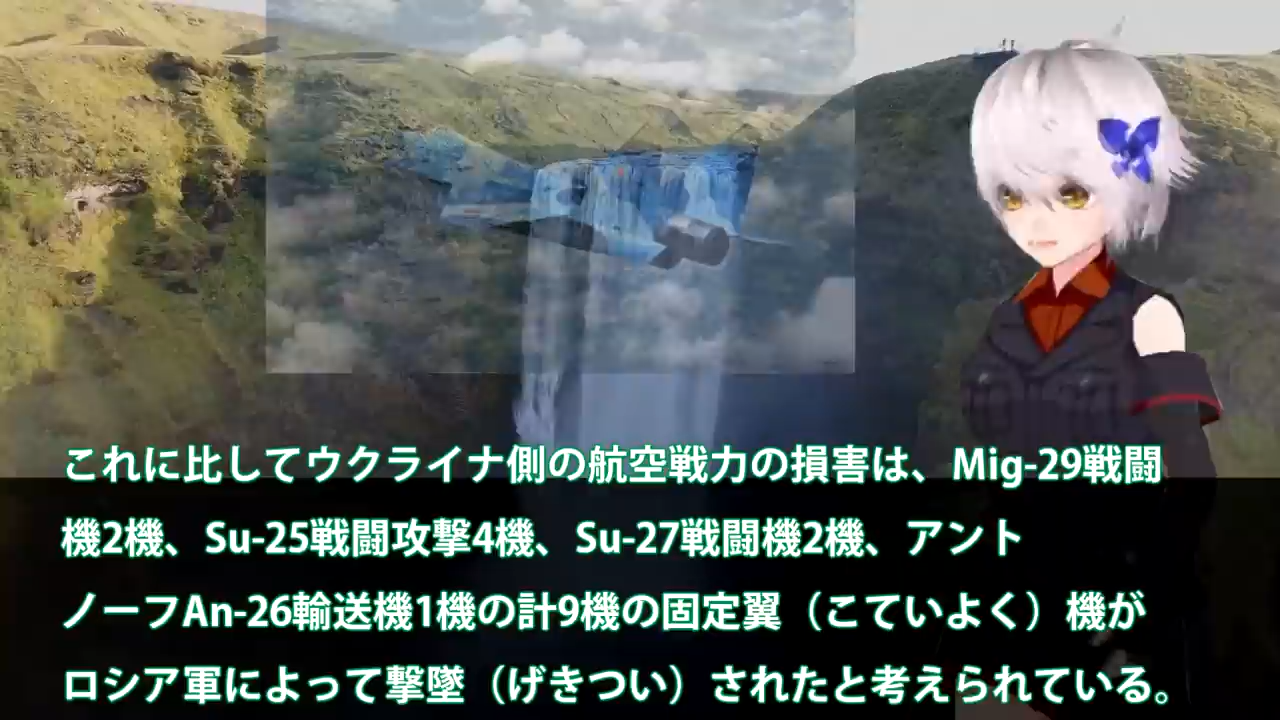 これに比してウクライナ側の航空戦力の損害は、Mig-29戦闘
機2機、Su-25戦闘攻撃4機、Su-27戦闘機2機、アント
ノーフAn-26輸送機1機の計9機の固定翼（こていよく）機が
ロシア軍によって撃墜（げきつい）されたと考えられている。